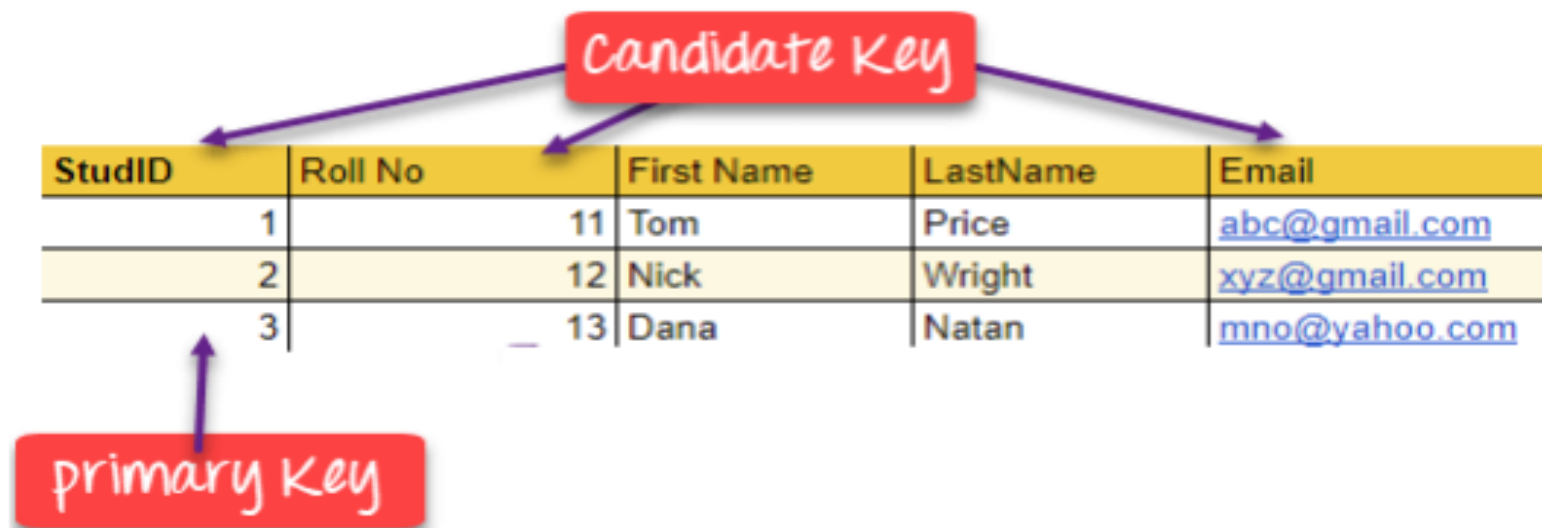 Candidate Key
StudID Roll No First Name LastName Email
1 11 Tom Price abc@gmail.com
2 12 Nick Wright xyz@gmail.com
3 13 Dana Natan mno@yahoo.com
primary Key